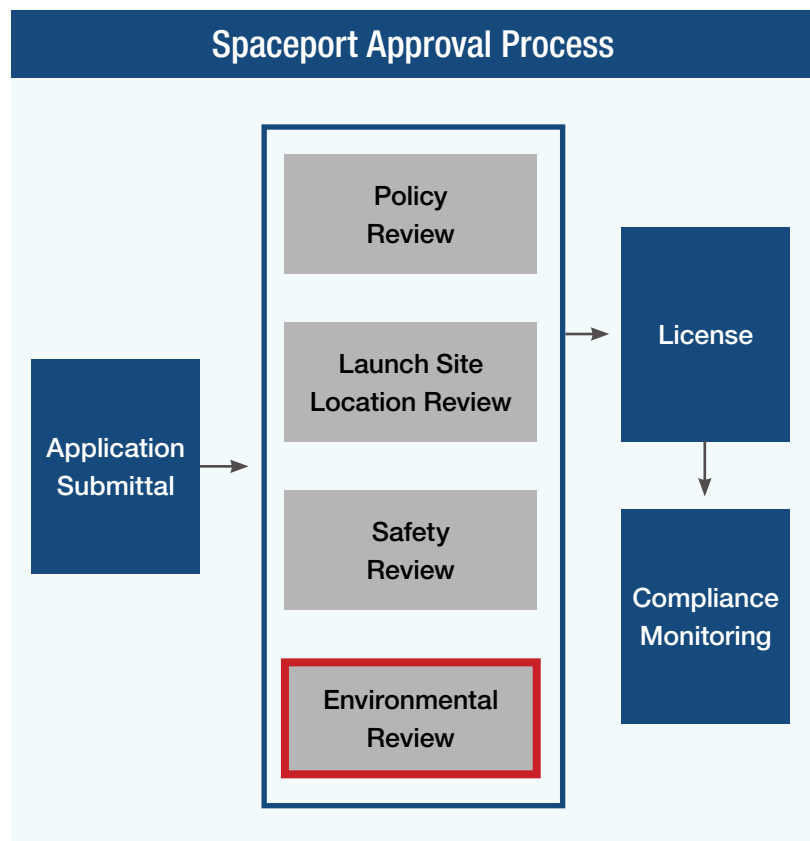 Spaceport Approval Process
Application
Submittal
Policy
Review
Launch Site
Location Review
Safety
Review
Environmental
Review
License
Compliance
Monitoring